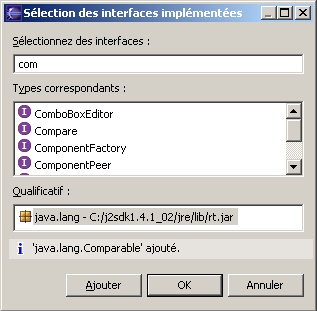 Sélection des interfaces implémentées
Sélectionnez des interfaces :
com
Types correspondants :
I ComboBoxEditor
I Compare
I ComponentFactory
I ComponentPeer
Qualificatif :
java.lang - C:/j2sdk1.4.1_02/jre/lib/rt.jar
i 'java.lang.Comparable' ajouté.
Ajouter OK Annuler